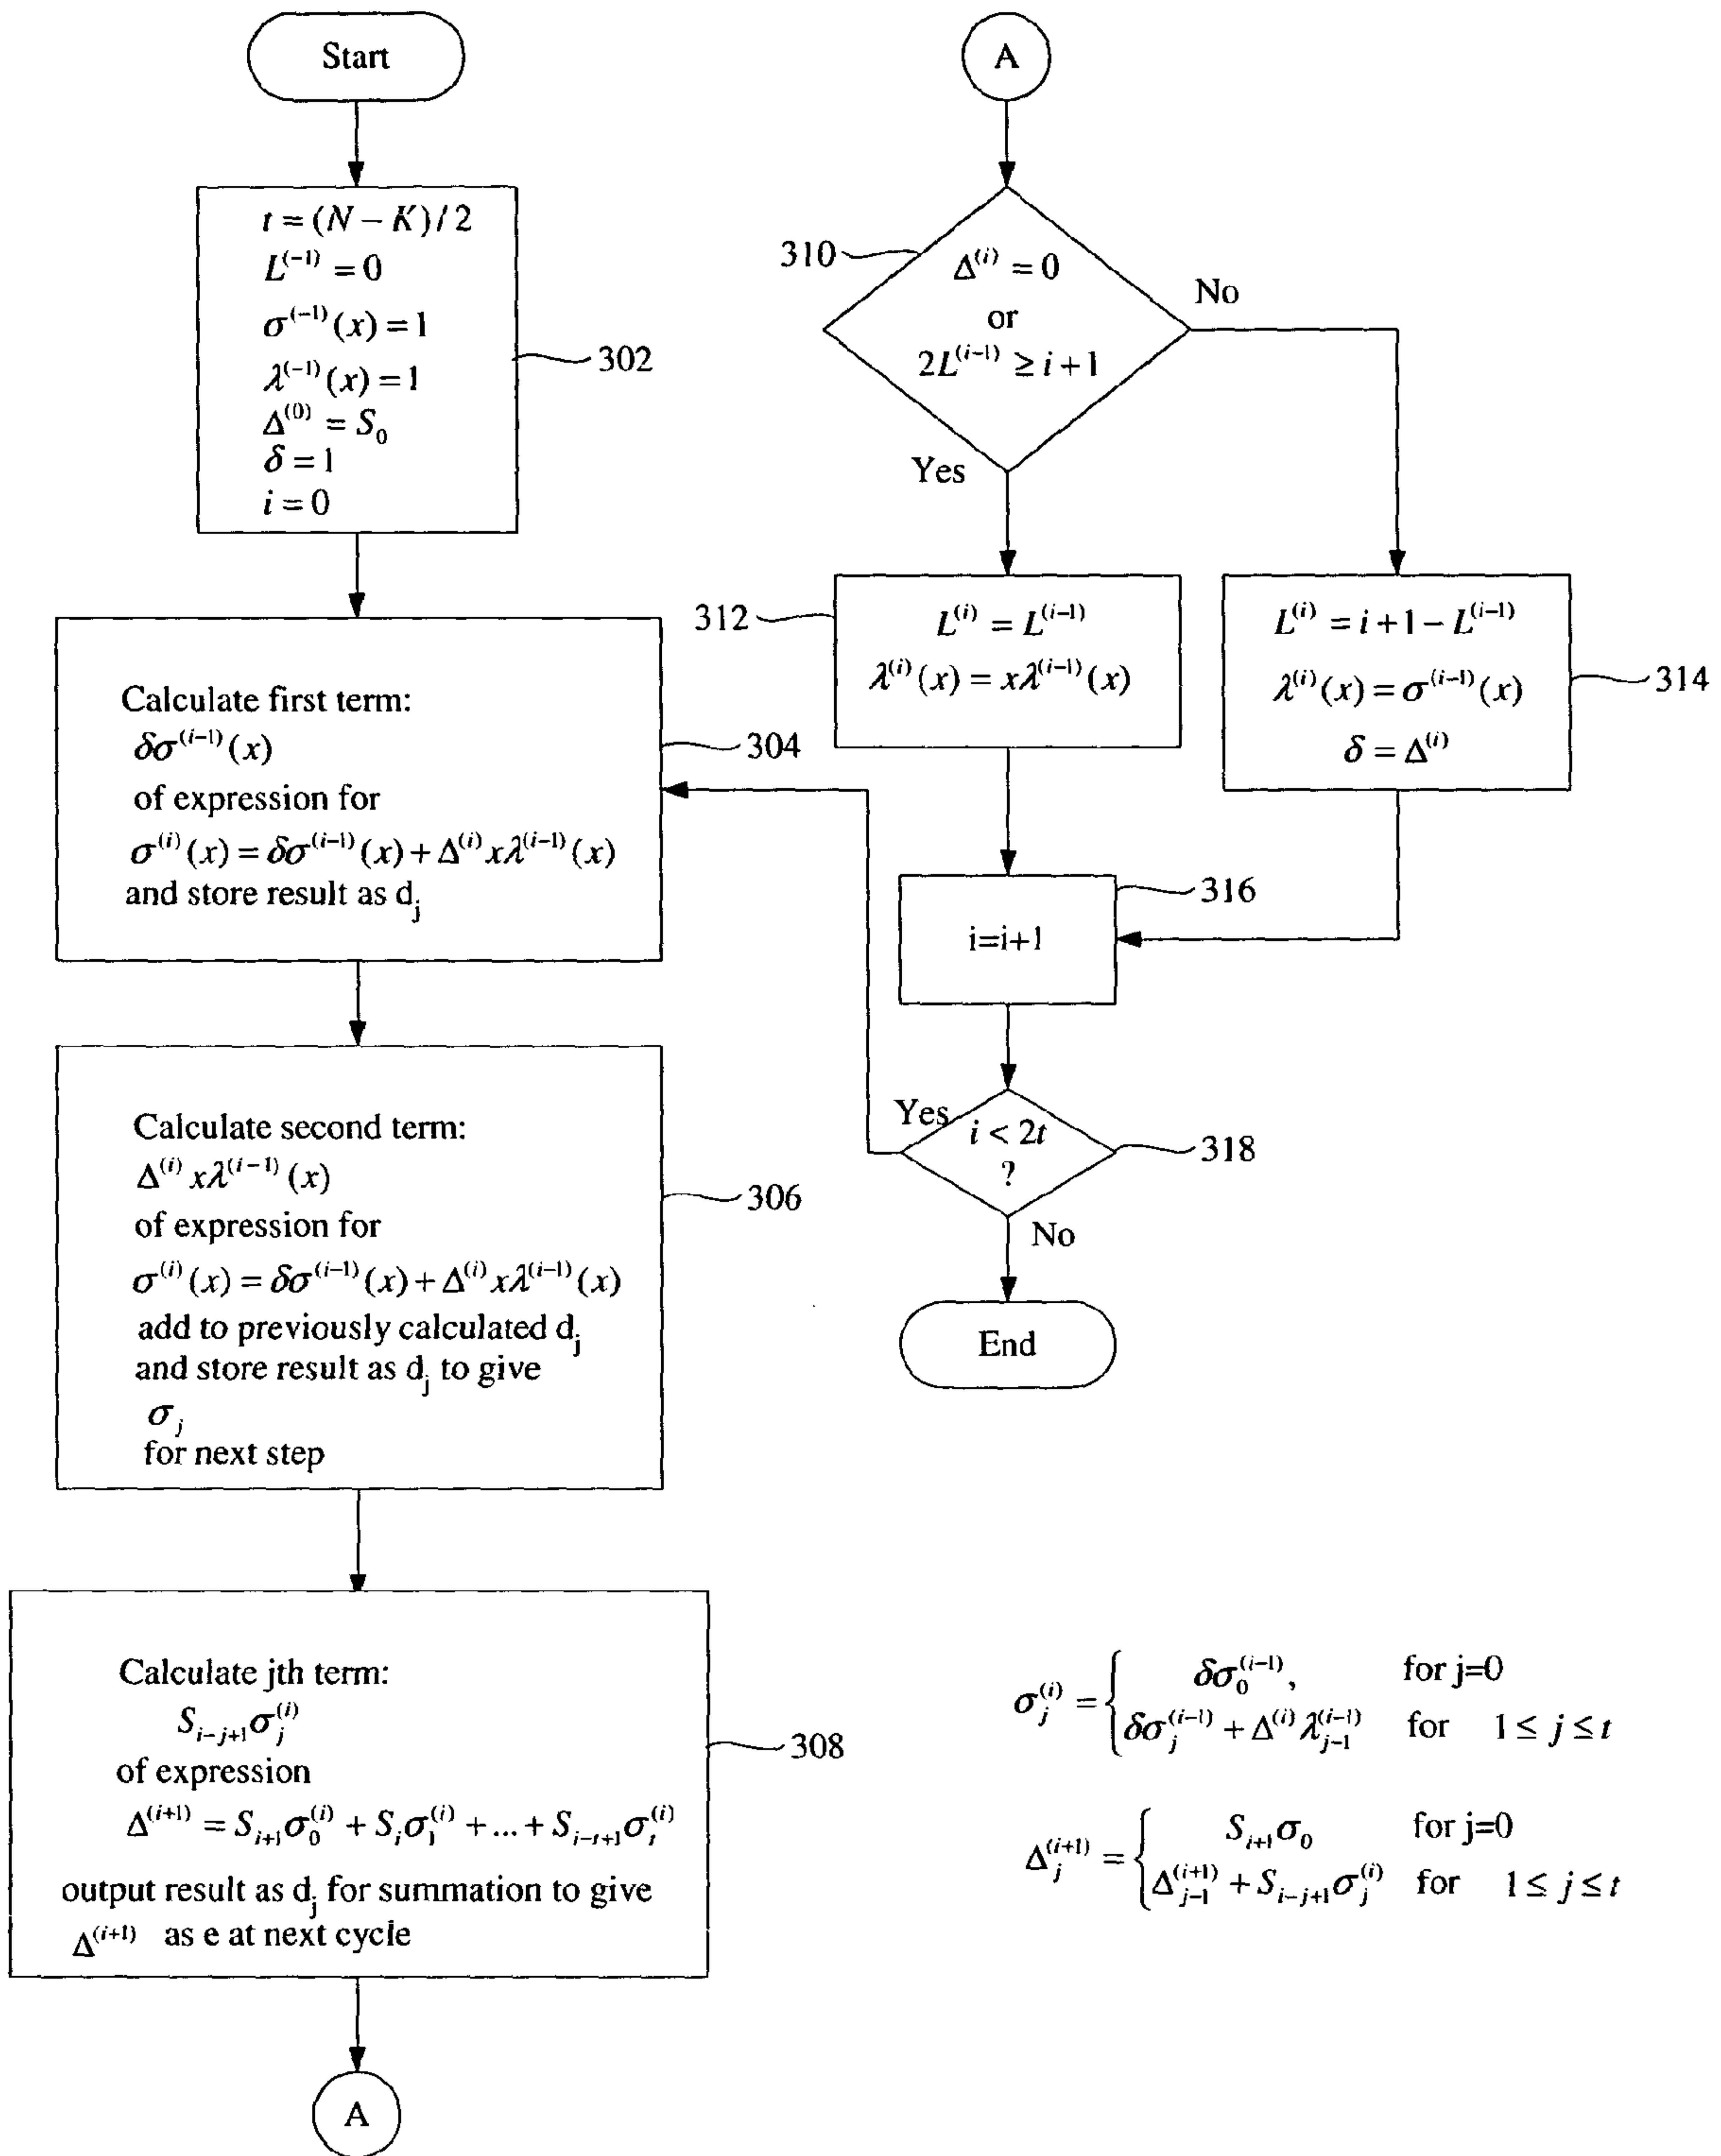 Start
t = (N − K) / 2
L^(−1) = 0
σ^(−1)(x) = 1
λ^(−1)(x) = 1
Δ^(0) = S_0
δ = 1
i = 0
302
Calculate first term:
δσ^(i−1)(x)
of expression for
σ^(i)(x) = δσ^(i−1)(x) + Δ^(i) xλ^(i−1)(x)
and store result as d_j
304
Calculate second term:
Δ^(i) xλ^(i−1)(x)
of expression for
σ^(i)(x) = δσ^(i−1)(x) + Δ^(i) xλ^(i−1)(x)
add to previously calculated d_j
and store result as d_j to give
σ_j
for next step
306
Calculate jth term:
S_{i−j+1}σ_j^(i)
of expression
Δ^(i+1) = S_{i+1}σ_0^(i) + S_iσ_1^(i) + ... + S_{i−t+1}σ_t^(i)
output result as d_j for summation to give
Δ^(i+1) as e at next cycle
308
A
A
310
Δ^(i) = 0
or
2L^(i−1) ≥ i + 1
No
Yes
312
L^(i) = L^(i−1)
λ^(i)(x) = xλ^(i−1)(x)
L^(i) = i + 1 − L^(i−1)
λ^(i)(x) = σ^(i−1)(x)
δ = Δ^(i)
314
i=i+1
316
Yes
i < 2t
?
318
No
End
σ_j^(i) = { δσ_0^(i−1), for j=0
δσ_j^(i−1) + Δ^(i) λ_{j−1}^(i−1) for 1 ≤ j ≤ t
Δ_j^(i+1) = { S_{i+1}σ_0 for j=0
Δ_{j−1}^(i+1) + S_{i−j+1}σ_j^(i) for 1 ≤ j ≤ t